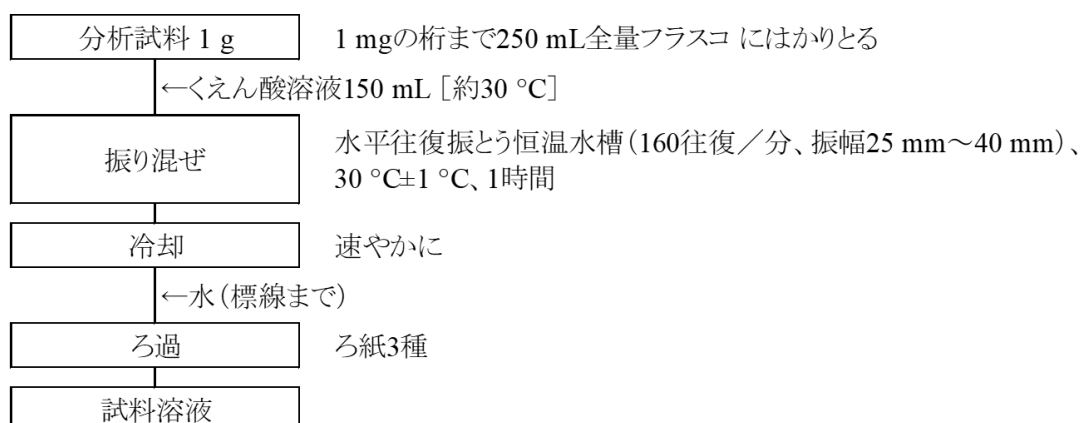 分析試料 1 g
1 mgの桁まで250 mL全量フラスコ にはかりとる
←くえん酸溶液150 mL ［約30 °C］
振り混ぜ
水平往復振とう恒温水槽（160往復／分、振幅25 mm～40 mm）、
30 °C±1 °C、1時間
冷却
速やかに
←水（標線まで）
ろ過
ろ紙3種
試料溶液